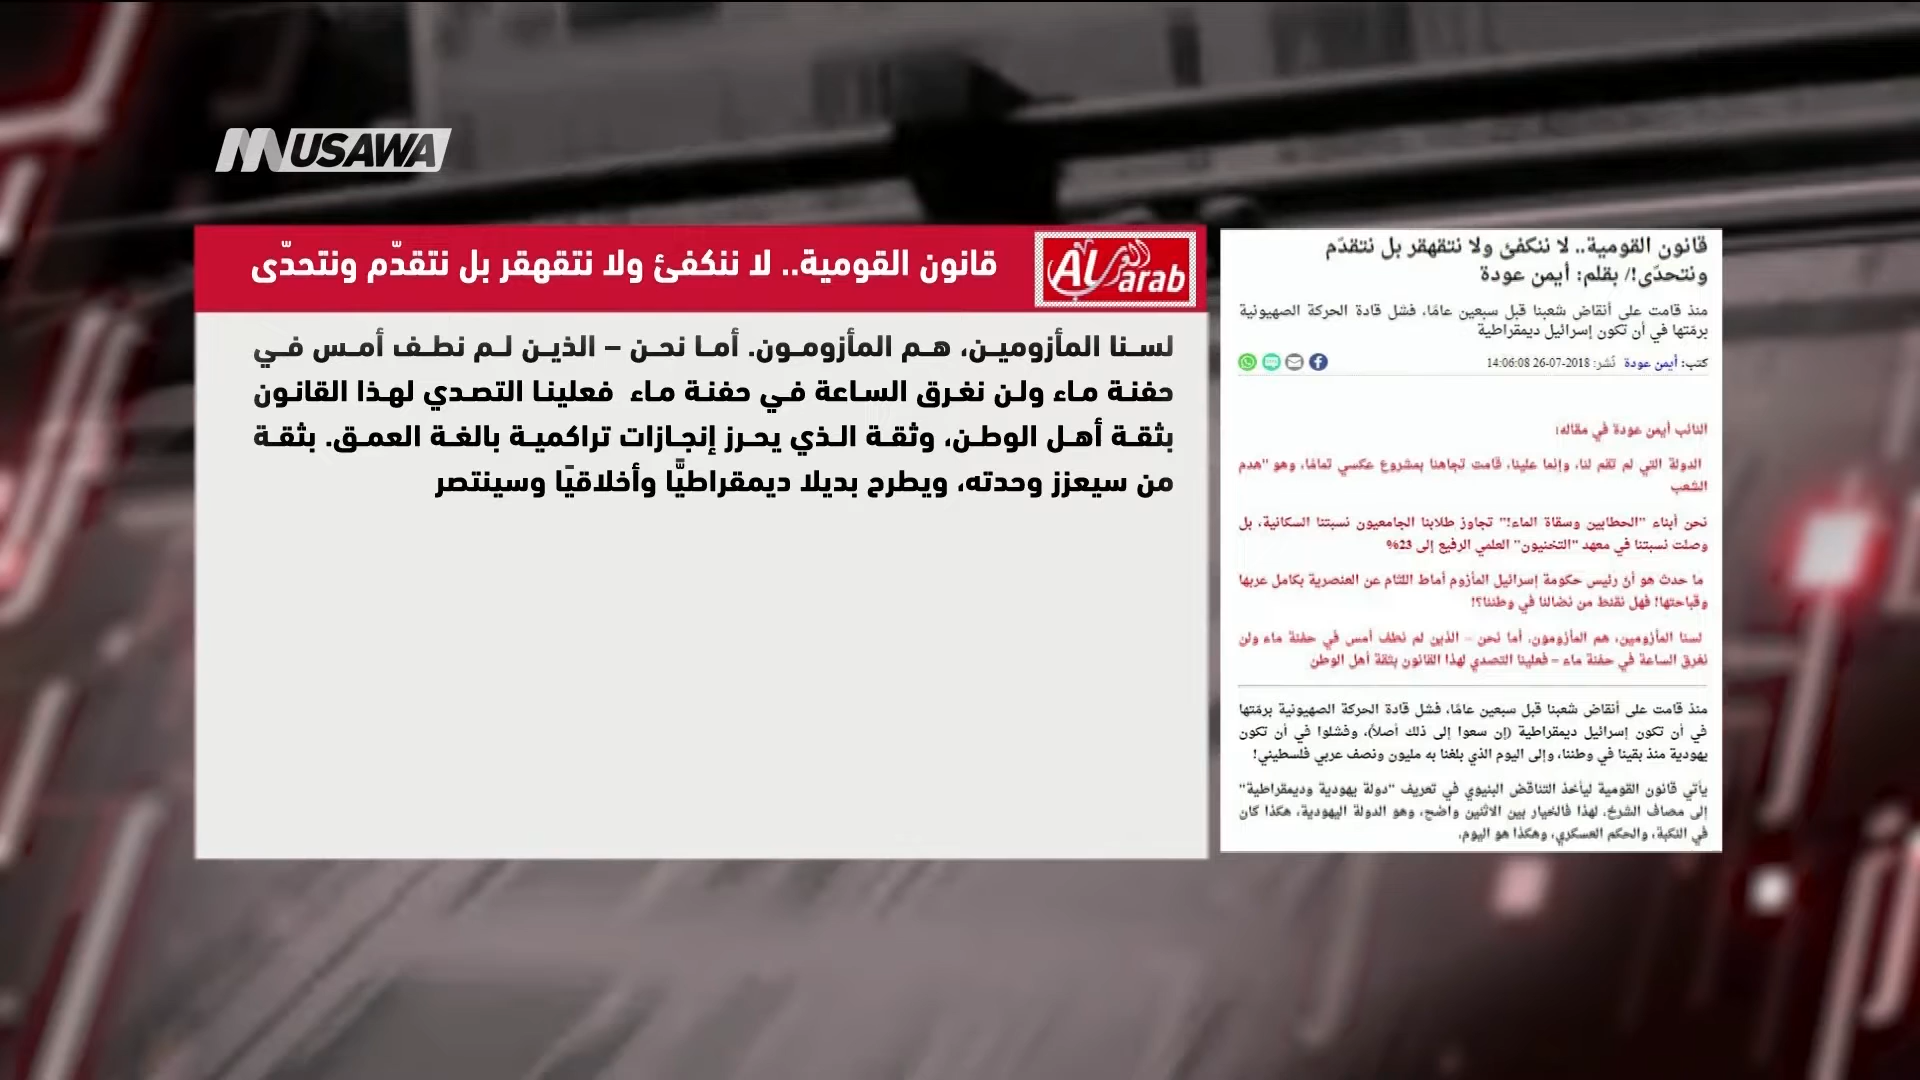 MUSAWA
قانون القومية.. لا ننكفئ ولا نتقهقر بل نتقدّم ونتحدّى
العرب
ALarab
لسنا المأزومين، هم المأزومون. أما نحن – الذين لم نطف أمس في
حفنة ماء ولن نغرق الساعة في حفنة ماء فعلينا التصدي لهذا القانون
بثقة أهل الوطن، وثقة الذي يحرز إنجازات تراكمية بالغة العمق. بثقة
من سيعزز وحدته، ويطرح بديلا ديمقراطيًّا وأخلاقيًا وسينتصر
قانون القومية.. لا ننكفئ ولا نتقهقر بل نتقدّم
ونتحدّى!/ بقلم: أيمن عودة
منذ قامت على أنقاض شعبنا قبل سبعين عامًا، فشل قادة الحركة الصهيونية
برمّتها في أن تكون إسرائيل ديمقراطية
كتب: أيمن عودة نُشر: 2018-07-26 14:06:08
النائب أيمن عودة في مقاله:
الدولة التي لم تقم لنا، وإنما علينا، قامت تجاهنا بمشروع عكسي تمامًا، وهو "هدم
الشعب
نحن أبناء "الحطابين وسقاة الماء!" تجاوز طلابنا الجامعيون نسبتنا السكانية، بل
وصلت نسبتنا في معهد "التخنيون" العلمي الرفيع إلى 23%
ما حدث هو أن رئيس حكومة إسرائيل المأزوم أماط اللثام عن العنصرية بكامل عريها
وقباحتها! فهل نقنط من نضالنا في وطننا؟!
لسنا المأزومين، هم المأزومون. أما نحن – الذين لم نطف أمس في حفنة ماء ولن
نغرق الساعة في حفنة ماء – فعلينا التصدي لهذا القانون بثقة أهل الوطن
منذ قامت على أنقاض شعبنا قبل سبعين عامًا، فشل قادة الحركة الصهيونية برمّتها
في أن تكون إسرائيل ديمقراطية (إن سعوا إلى ذلك أصلاً)، وفشلوا في أن تكون
يهودية منذ بقينا في وطننا، وإلى اليوم الذي بلغنا به مليون ونصف عربي فلسطيني!
يأتي قانون القومية ليأخذ التناقض البنيوي في تعريف "دولة يهودية وديمقراطية"
إلى مصاف الشرخ. لهذا فالخيار بين الاثنين واضح، وهو الدولة اليهودية، هكذا كان
في النكبة، والحكم العسكري، وهكذا هو اليوم.